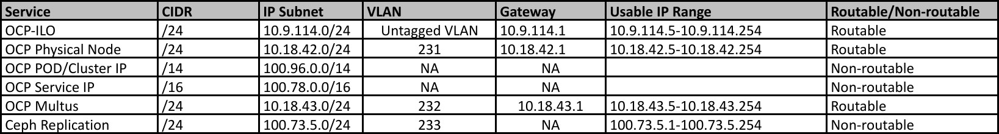 Service CIDR IP Subnet VLAN Gateway Usable IP Range Routable/Non-routable
OCP-ILO /24 10.9.114.0/24 Untagged VLAN 10.9.114.1 10.9.114.5-10.9.114.254 Routable
OCP Physical Node /24 10.18.42.0/24 231 10.18.42.1 10.18.42.5-10.18.42.254 Routable
OCP POD/Cluster IP /14 100.96.0.0/14 NA NA Non-routable
OCP Service IP /16 100.78.0.0/16 NA NA Non-routable
OCP Multus /24 10.18.43.0/24 232 10.18.43.1 10.18.43.5-10.18.43.254 Routable
Ceph Replication /24 100.73.5.0/24 233 NA 100.73.5.1-100.73.5.254 Non-routable